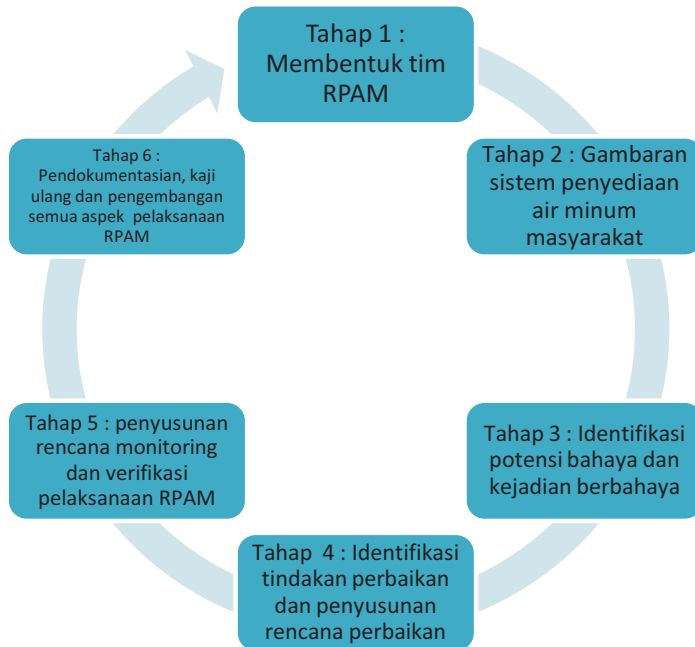 Tahap 1 :
Membentuk tim
RPAM
Tahap 2 : Gambaran
sistem penyediaan
air minum
masyarakat
Tahap 3 : Identifikasi
potensi bahaya dan
kejadian berbahaya
Tahap 4 : Identifikasi
tindakan perbaikan
dan penyusunan
rencana perbaikan
Tahap 5 : penyusunan
rencana monitoring
dan verifikasi
pelaksanaan RPAM
Tahap 6 :
Pendokumentasian, kaji
ulang dan pengembangan
semua aspek pelaksanaan
RPAM